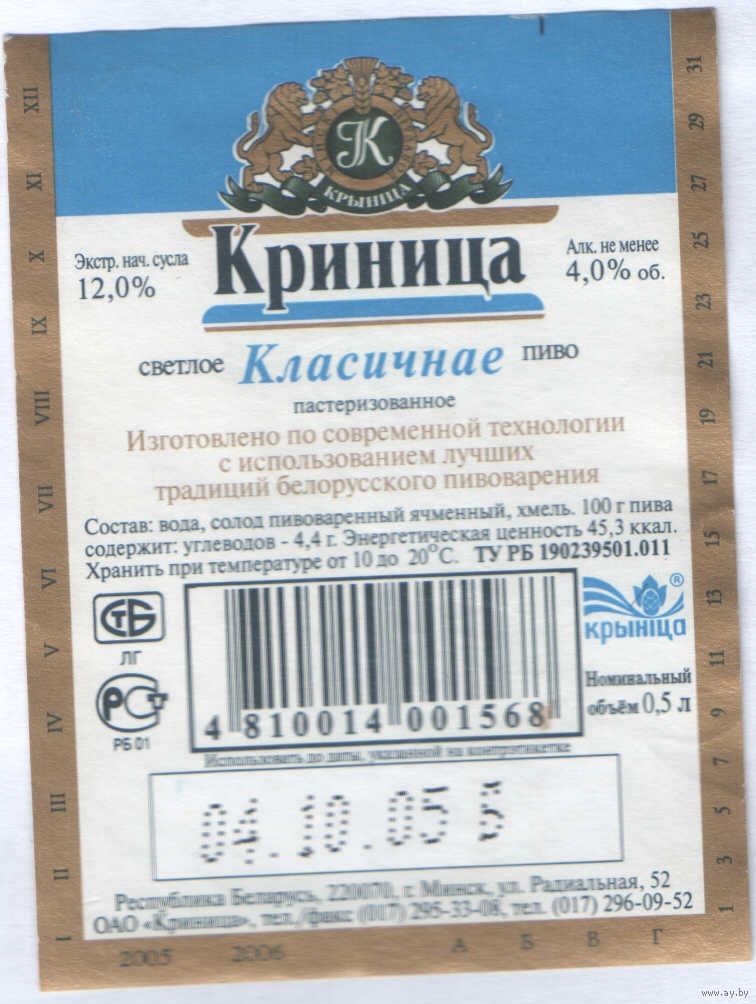 К
КРЫНІЦА
Криница
Экстр. нач. сусла
12,0%
Алк. не менее
4,0% об.
светлое Класичнае пиво
пастеризованное
Изготовлено по современной технологии
с использованием лучших
традиций белорусского пивоварения
Состав: вода, солод пивоваренный ячменный, хмель. 100 г пива
содержит: углеводов - 4,4 г. Энергетическая ценность 45,3 ккал.
Хранить при температуре от 10 до 20°С. ТУ РБ 190239501.011
СТБ
ЛГ
РСТ
РБ 01
4 810014 001568
®
крыніца
Номинальный
объём 0,5 л
Использовать до даты, указанной на контрэтикетке
04.10.05 Б
Республика Беларусь, 220070, г. Минск, ул. Радиальная, 52
ОАО «Криница», тел./факс (017) 295-33-08, тел. (017) 296-09-52
XII
XI
X
IX
VIII
VII
VI
V
IV
III
II
I
31
29
27
25
23
21
19
17
15
13
11
9
7
5
3
1
2005 2006 А Б В Г
www.ay.by